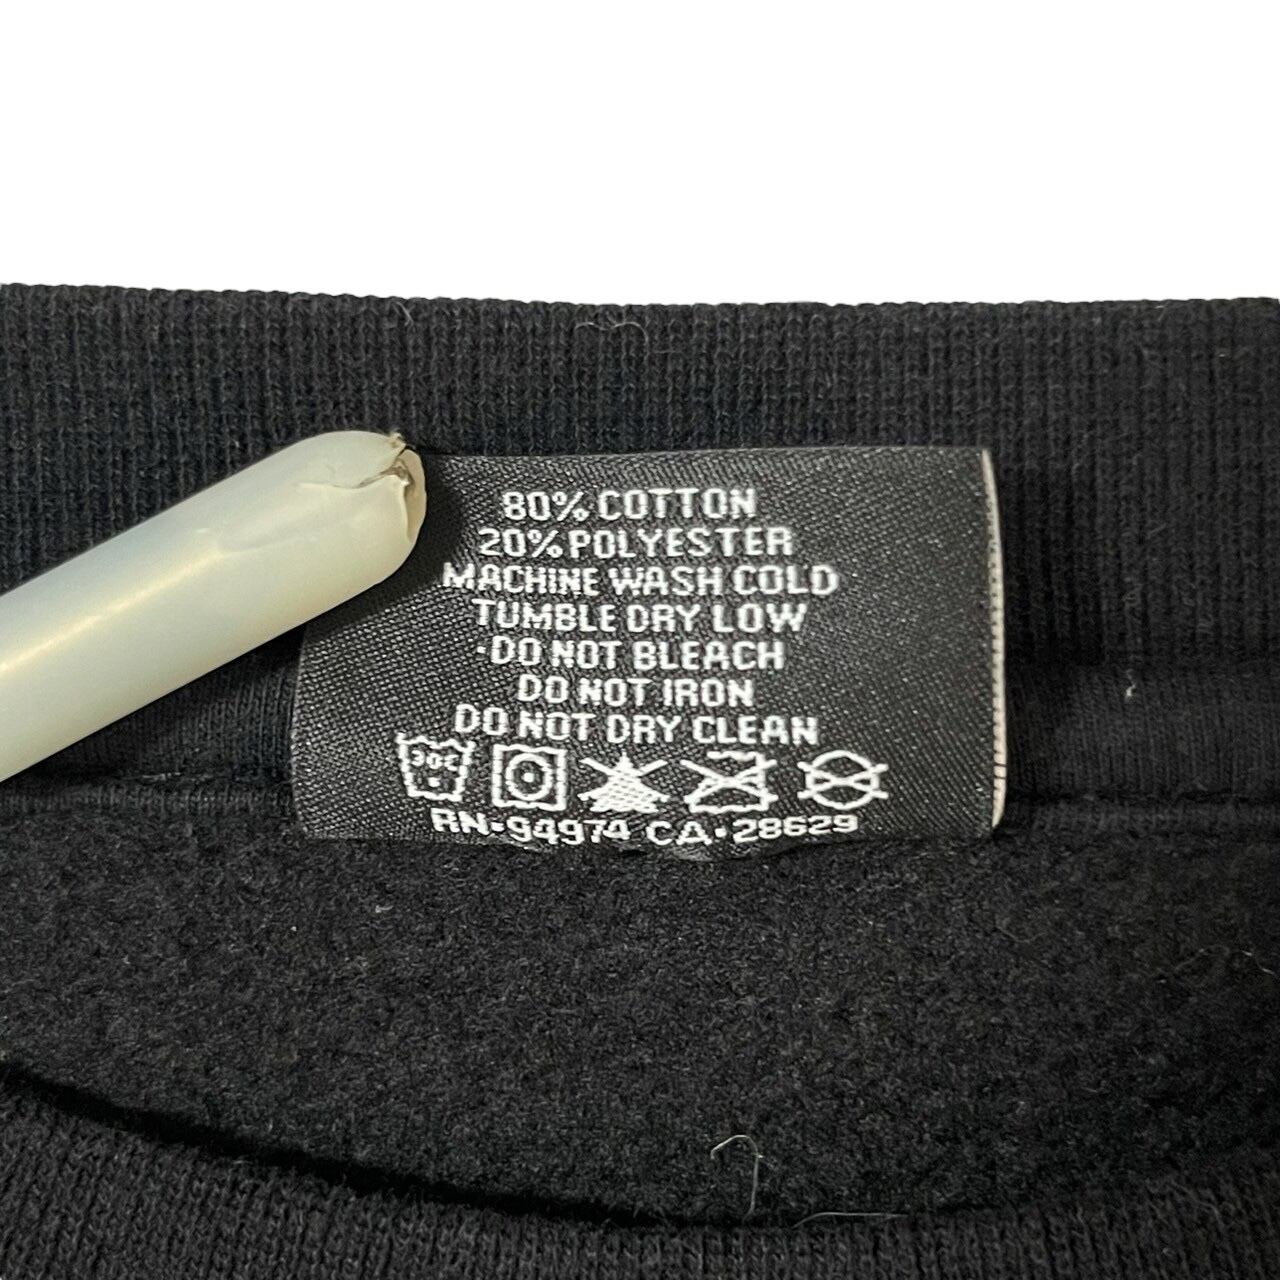 80% COTTON
20% POLYESTER
MACHINE WASH COLD
TUMBLE DRY LOW
·DO NOT BLEACH
DO NOT IRON
DO NOT DRY CLEAN
30C
RN·94974 CA·28629